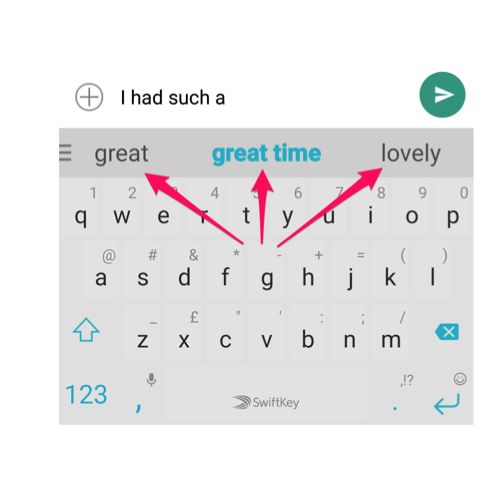 I had such a
great great time lovely
1 2 3 4 5 6 7 8 9 0
q w e r t y u i o p
@ # & * - + = ( )
a s d f g h j k l
_ £ " ' : ; /
z x c v b n m
,!?
123 , SwiftKey .